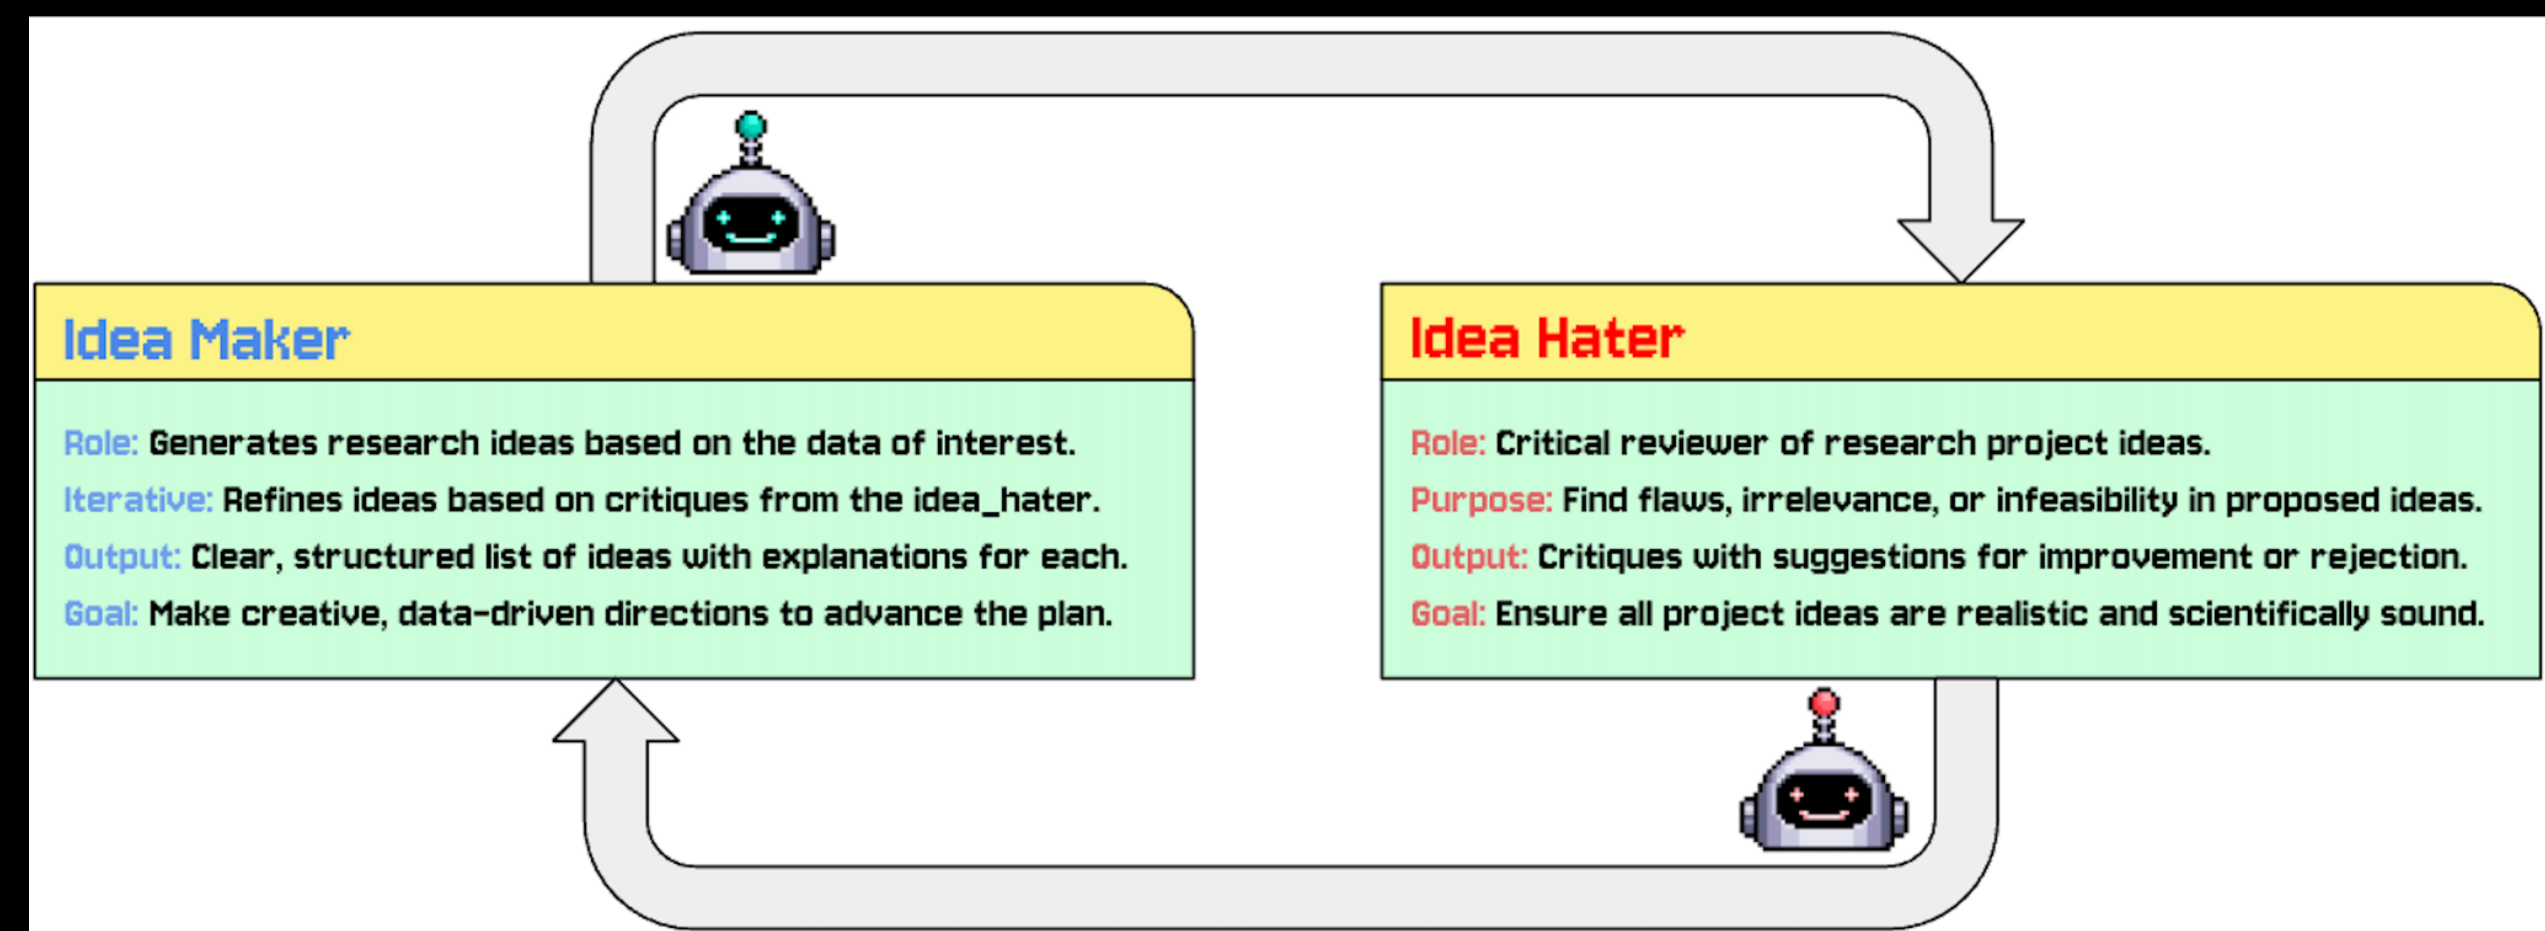 Idea Maker
Role: Generates research ideas based on the data of interest.
Iterative: Refines ideas based on critiques from the idea_hater.
Output: Clear, structured list of ideas with explanations for each.
Goal: Make creative, data-driven directions to advance the plan.
Idea Hater
Role: Critical reviewer of research project ideas.
Purpose: Find flaws, irrelevance, or infeasibility in proposed ideas.
Output: Critiques with suggestions for improvement or rejection.
Goal: Ensure all project ideas are realistic and scientifically sound.